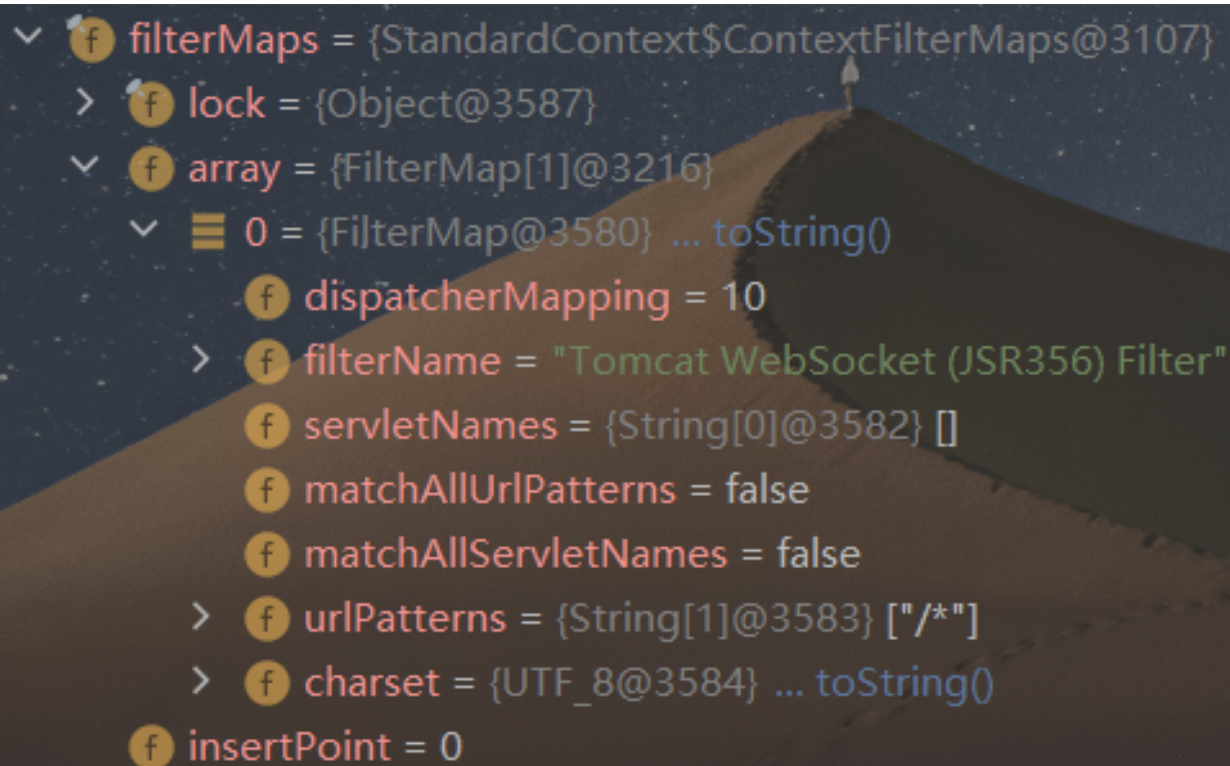 filterMaps = {StandardContext$ContextFilterMaps@3107}
lock = {Object@3587}
array = {FilterMap[1]@3216}
0 = {FilterMap@3580} ... toString()
dispatcherMapping = 10
filterName = "Tomcat WebSocket (JSR356) Filter"
servletNames = {String[0]@3582} []
matchAllUrlPatterns = false
matchAllServletNames = false
urlPatterns = {String[1]@3583} ["/*"]
charset = {UTF_8@3584} ... toString()
insertPoint = 0